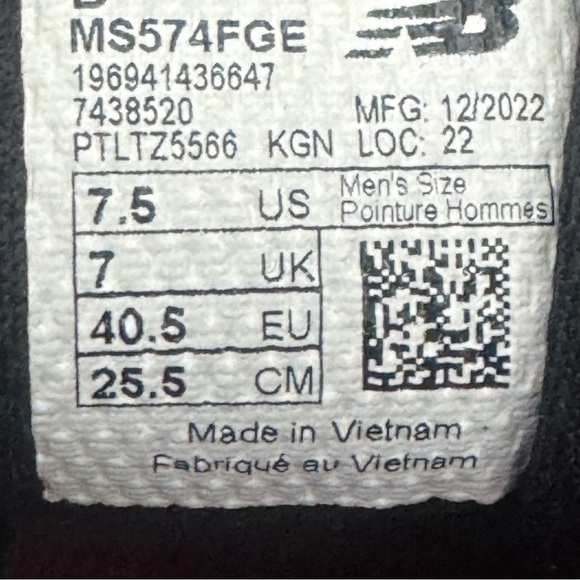 D
MS574FGE
196941436647
7438520 MFG: 12/2022
PTLTZ5566 KGN LOC: 22
7.5 US Men's Size
Pointure Hommes
7 UK
40.5 EU
25.5 CM
Made in Vietnam
Fabriqué au Vietnam